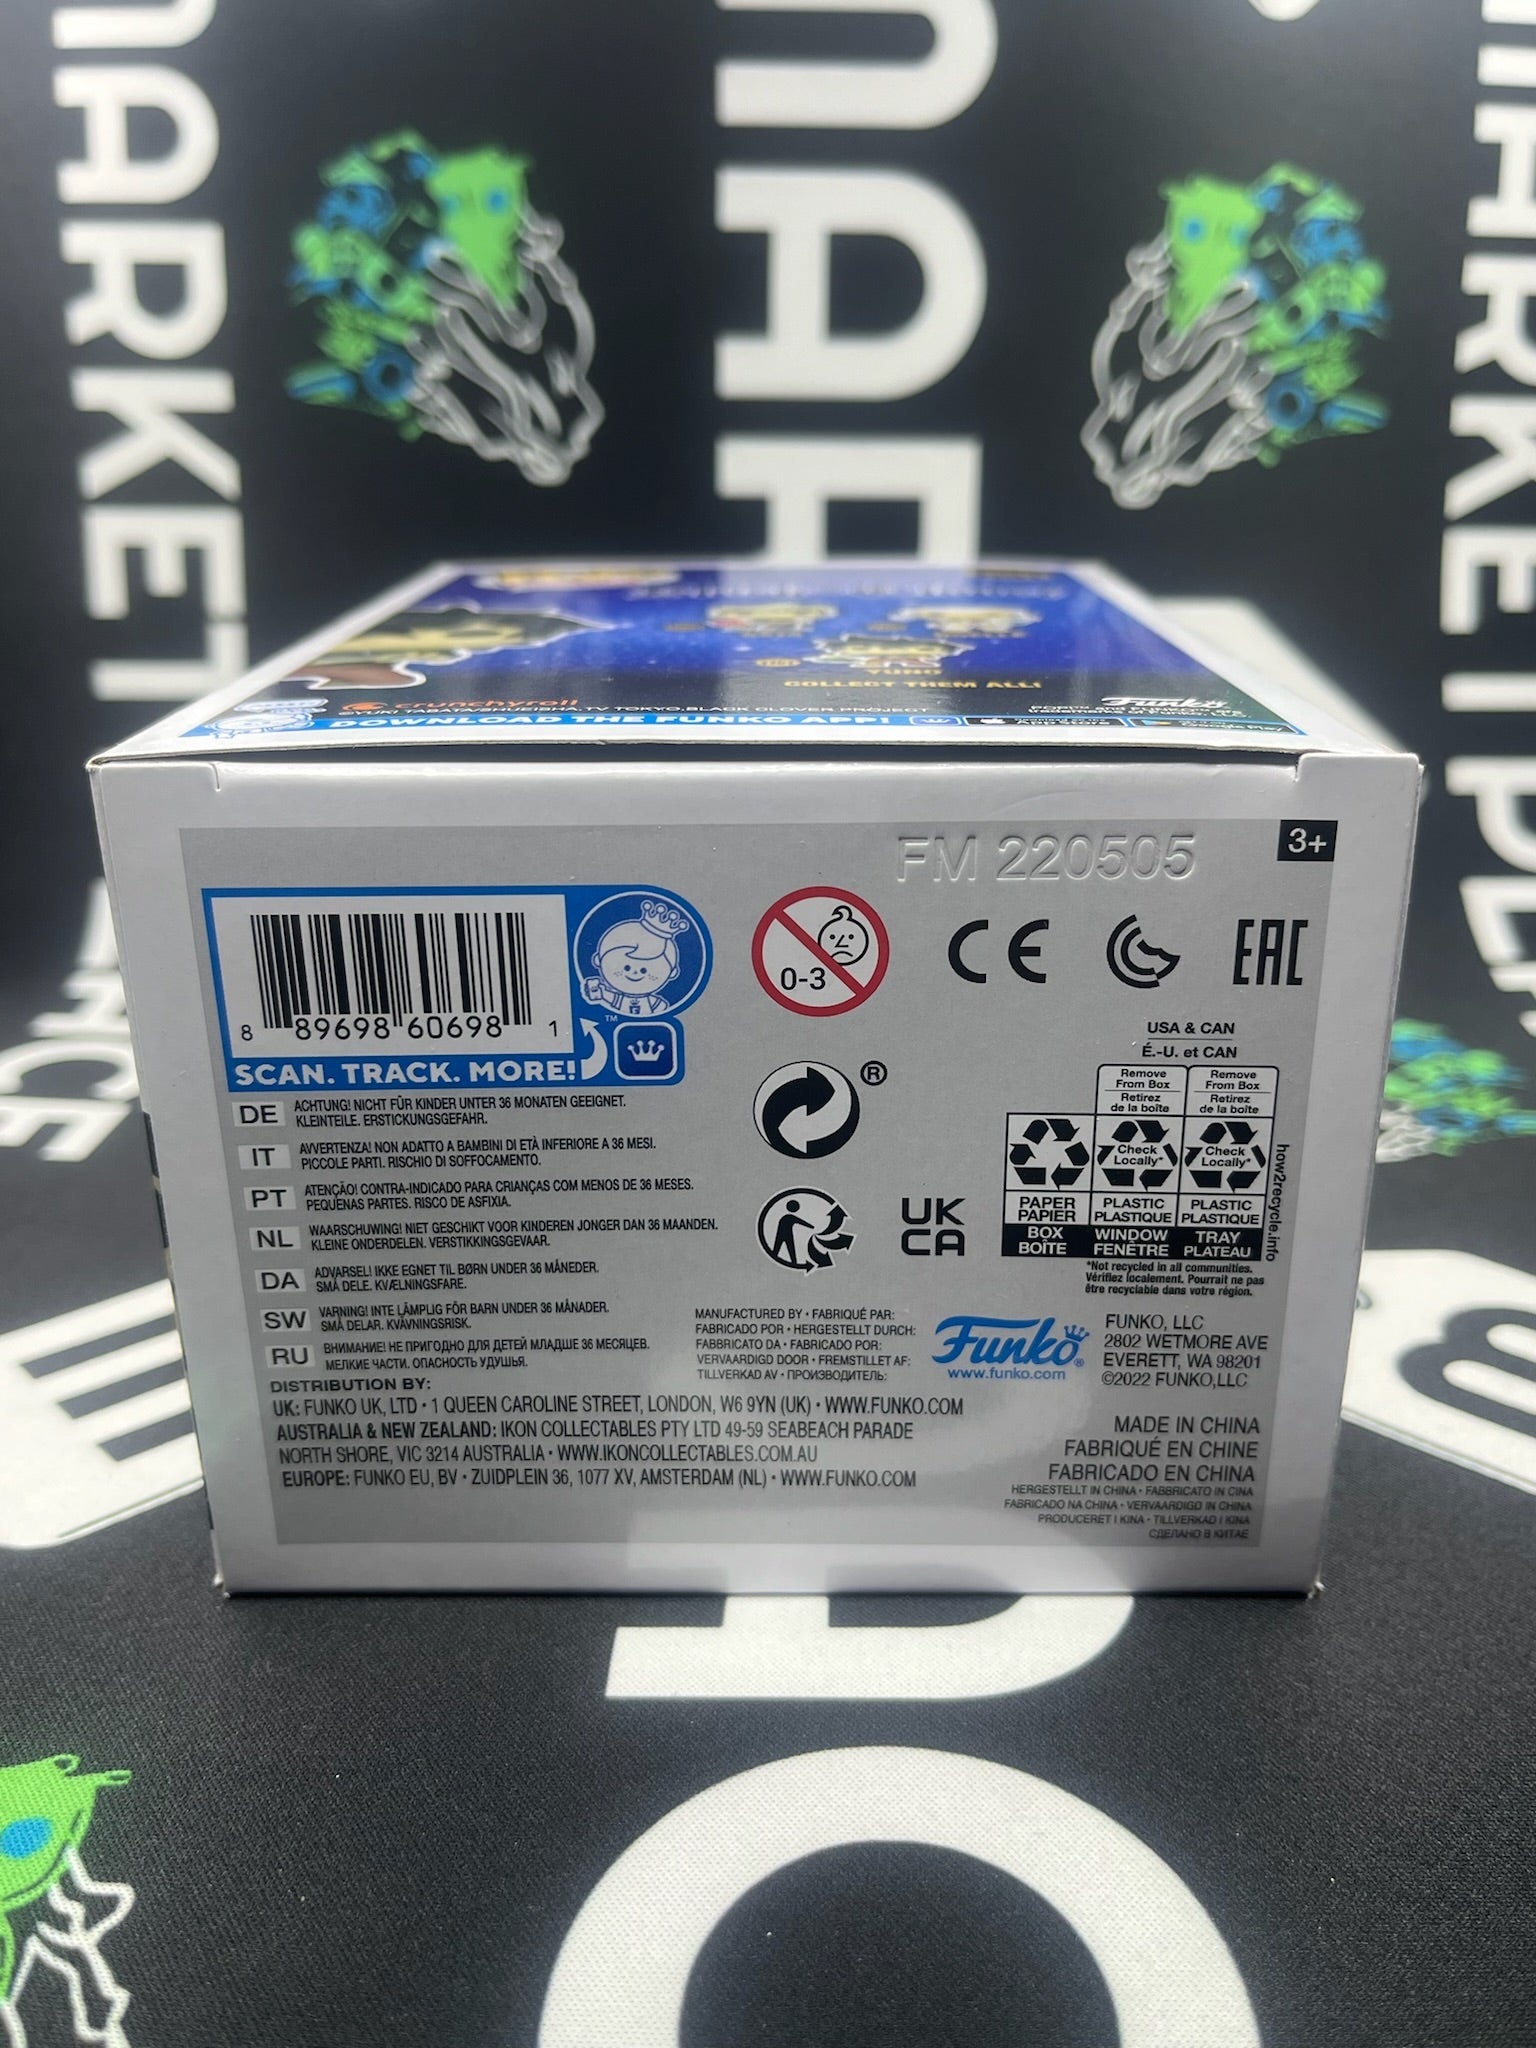 MARKET
MAR
MARKETPLA
YUNO
COLLECT THEM ALL!
crunchyroll
Funko
DOWNLOAD THE FUNKO APP!
FM 220505
3+
8 89698 60698 1
TM
SCAN. TRACK. MORE!
0-3
CE
EAC
USA & CAN
É.-U. et CAN
Remove From Box
Retirez de la boîte
Remove From Box
Retirez de la boîte
Check Locally*
Check Locally*
PAPER
PAPIER
PLASTIC
PLASTIQUE
PLASTIC
PLASTIQUE
BOX
BOÎTE
WINDOW
FENÊTRE
TRAY
PLATEAU
how2recycle.info
*Not recycled in all communities.
Vérifiez localement. Pourrait ne pas
être recyclable dans votre région.
®
UK
CA
DE ACHTUNG! NICHT FÜR KINDER UNTER 36 MONATEN GEEIGNET.
KLEINTEILE. ERSTICKUNGSGEFAHR.
IT AVVERTENZA! NON ADATTO A BAMBINI DI ETÀ INFERIORE A 36 MESI.
PICCOLE PARTI. RISCHIO DI SOFFOCAMENTO.
PT ATENÇÃO! CONTRA-INDICADO PARA CRIANÇAS COM MENOS DE 36 MESES.
PEQUENAS PARTES. RISCO DE ASFIXIA.
NL WAARSCHUWING! NIET GESCHIKT VOOR KINDEREN JONGER DAN 36 MAANDEN.
KLEINE ONDERDELEN. VERSTIKKINGSGEVAAR.
DA ADVARSEL! IKKE EGNET TIL BØRN UNDER 36 MÅNEDER.
SMÅ DELE. KVÆLNINGSFARE.
SW VARNING! INTE LÄMPLIG FÖR BARN UNDER 36 MÅNADER.
SMÅ DELAR. KVÄVNINGSRISK.
RU ВНИМАНИЕ! НЕ ПРИГОДНО ДЛЯ ДЕТЕЙ МЛАДШЕ 36 МЕСЯЦЕВ.
МЕЛКИЕ ЧАСТИ. ОПАСНОСТЬ УДУШЬЯ.
MANUFACTURED BY • FABRIQUÉ PAR:
FABRICADO POR • HERGESTELLT DURCH:
FABBRICATO DA • FABRICADO POR:
VERVAARDIGD DOOR • FREMSTILLET AF:
TILLVERKAD AV • ПРОИЗВОДИТЕЛЬ:
Funko®
www.funko.com
FUNKO, LLC
2802 WETMORE AVE
EVERETT, WA 98201
©2022 FUNKO,LLC
DISTRIBUTION BY:
UK: FUNKO UK, LTD • 1 QUEEN CAROLINE STREET, LONDON, W6 9YN (UK) • WWW.FUNKO.COM
AUSTRALIA & NEW ZEALAND: IKON COLLECTABLES PTY LTD 49-59 SEABEACH PARADE
NORTH SHORE, VIC 3214 AUSTRALIA • WWW.IKONCOLLECTABLES.COM.AU
EUROPE: FUNKO EU, BV • ZUIDPLEIN 36, 1077 XV, AMSTERDAM (NL) • WWW.FUNKO.COM
MADE IN CHINA
FABRIQUÉ EN CHINE
FABRICADO EN CHINA
HERGESTELLT IN CHINA • FABBRICATO IN CINA
FABRICADO NA CHINA • VERVAARDIGD IN CHINA
PRODUCERET I KINA • TILLVERKAD I KINA
СДЕЛАНО В КИТАЕ